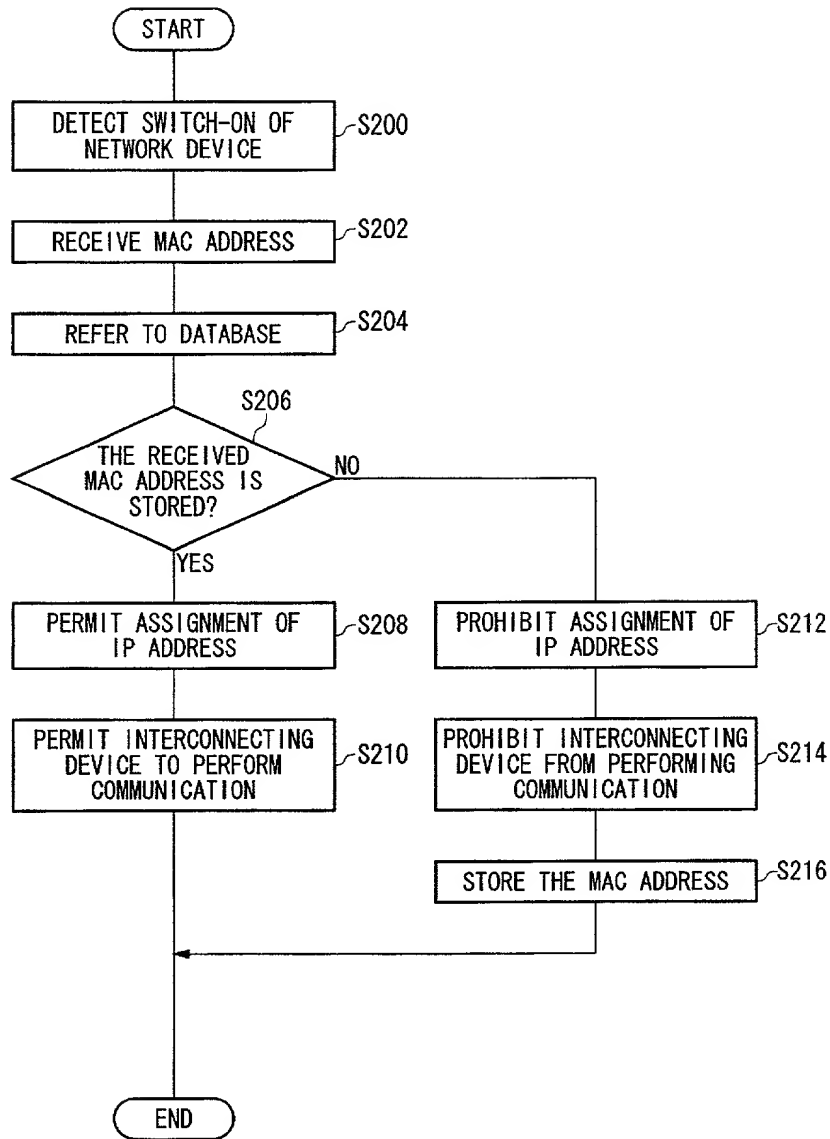 START
DETECT SWITCH-ON OF
NETWORK DEVICE
S200
RECEIVE MAC ADDRESS
S202
REFER TO DATABASE
S204
S206
THE RECEIVED
MAC ADDRESS IS
STORED?
NO
YES
PERMIT ASSIGNMENT OF
IP ADDRESS
S208
PROHIBIT ASSIGNMENT OF
IP ADDRESS
S212
PERMIT INTERCONNECTING
DEVICE TO PERFORM
COMMUNICATION
S210
PROHIBIT INTERCONNECTING
DEVICE FROM PERFORMING
COMMUNICATION
S214
STORE THE MAC ADDRESS
S216
END